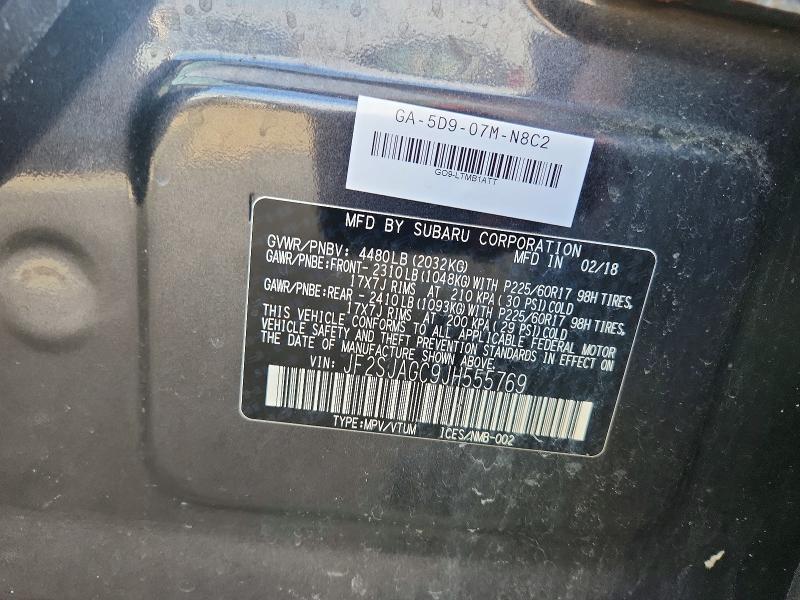 GA-5D9-07M-N8C2
GO9-LTMB1ATT
MFD BY SUBARU CORPORATION
GVWR/PNBV: 4480LB(2032KG) MFD IN 02/18
GAWR/PNBE:FRONT-2310LB(1048KG)WITH P225/60R17 98H TIRES,
17X7J RIMS AT 210 KPA(30 PSI)COLD
GAWR/PNBE:REAR -2410LB(1093KG)WITH P225/60R17 98H TIRES,
17X7J RIMS AT 200 KPA(29 PSI)COLD
THIS VEHICLE CONFORMS TO ALL APPLICABLE FEDERAL MOTOR
VEHICLE SAFETY AND THEFT PREVENTION STANDARDS IN EFFECT ON
THE DATE OF MANUFACTURE SHOWN ABOVE.
VIN: JF2SJAGC9JH555769
TYPE:MPV/VTUM ICES/NMB-002